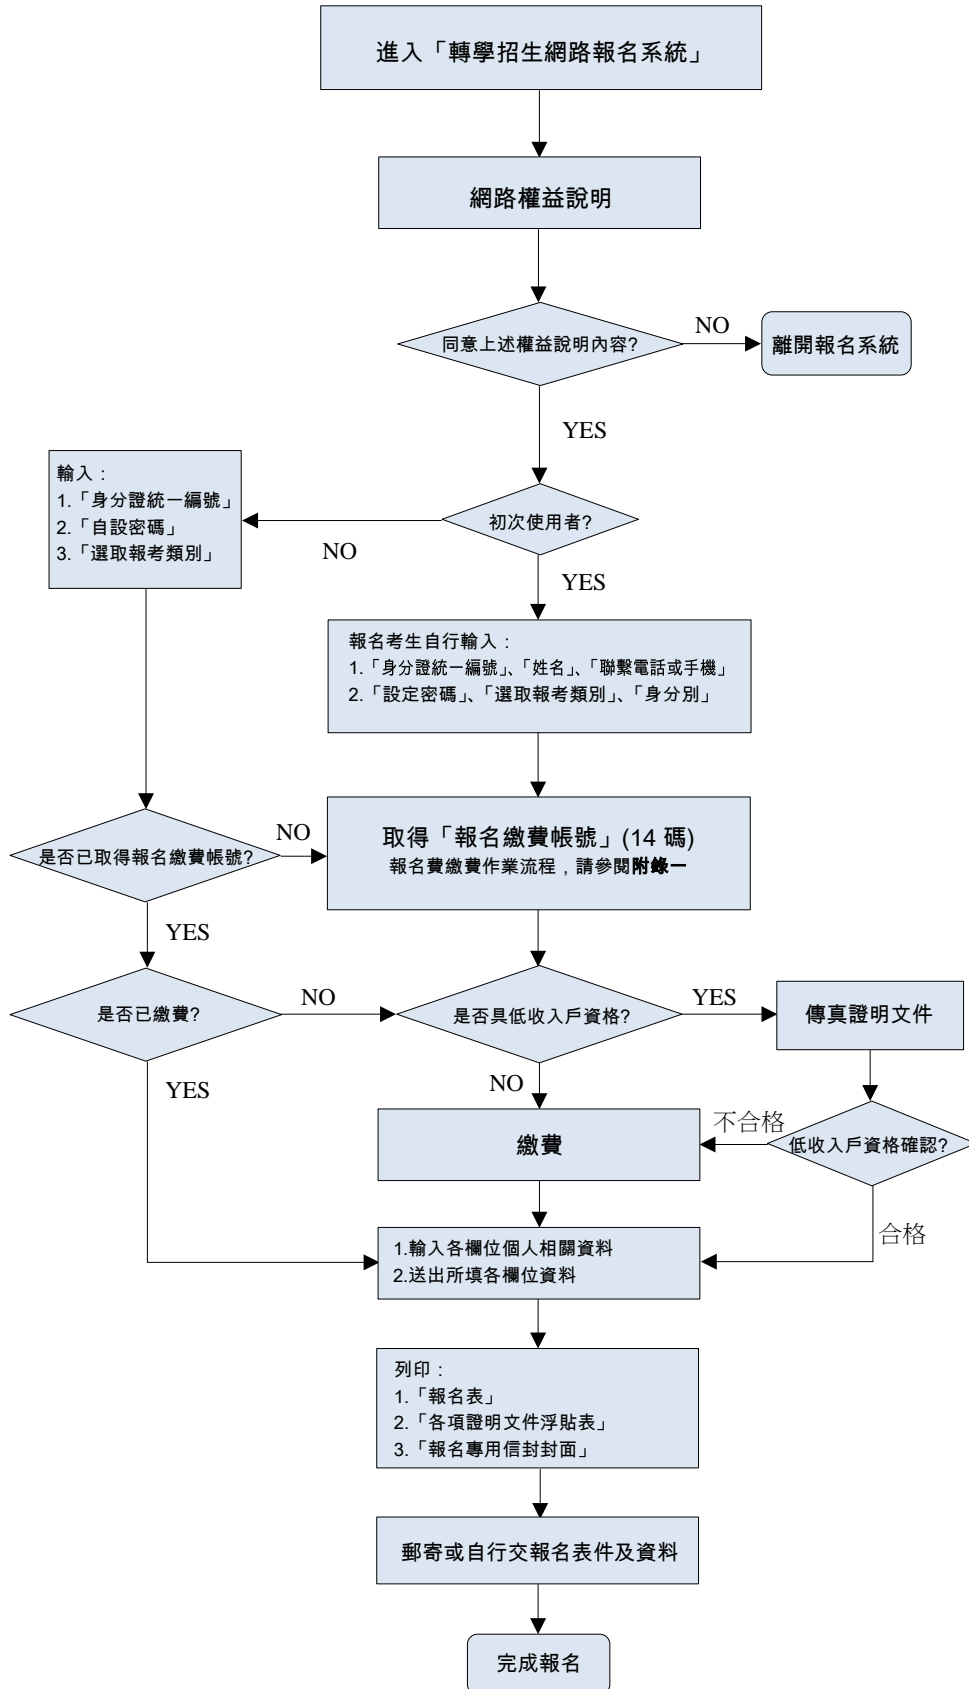 進入「轉學招生網路報名系統」
網路權益說明
同意上述權益說明內容?
NO
離開報名系統
YES
輸入：
1.「身分證統一編號」
2.「自設密碼」
3.「選取報考類別」
初次使用者?
NO
YES
報名考生自行輸入：
1.「身分證統一編號」、「姓名」、「聯繫電話或手機」
2.「設定密碼」、「選取報考類別」、「身分別」
是否已取得報名繳費帳號?
NO
取得「報名繳費帳號」(14 碼)
報名費繳費作業流程，請參閱附錄一
YES
是否已繳費?
NO
是否具低收入戶資格?
YES
傳真證明文件
YES
NO
繳費
不合格
低收入戶資格確認?
合格
1.輸入各欄位個人相關資料
2.送出所填各欄位資料
列印：
1.「報名表」
2.「各項證明文件浮貼表」
3.「報名專用信封封面」
郵寄或自行交報名表件及資料
完成報名